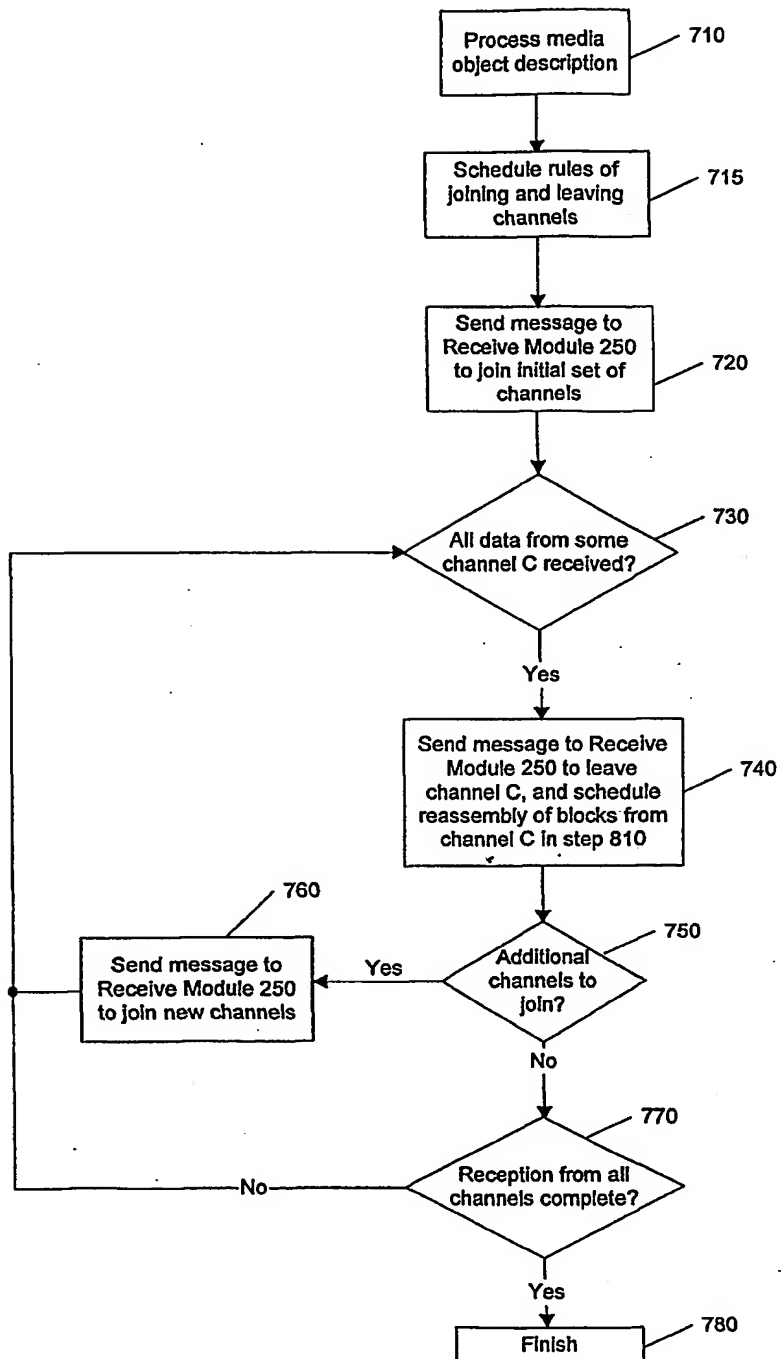 Process media
object description
710
Schedule rules of
joining and leaving
channels
715
Send message to
Receive Module 250
to join initial set of
channels
720
All data from some
channel C received?
730
Yes
Send message to Receive
Module 250 to leave
channel C, and schedule
reassembly of blocks from
channel C in step 810
740
760
Send message to
Receive Module 250
to join new channels
Yes
Additional
channels to
join?
750
No
770
Reception from all
channels complete?
No
Yes
Finish
780